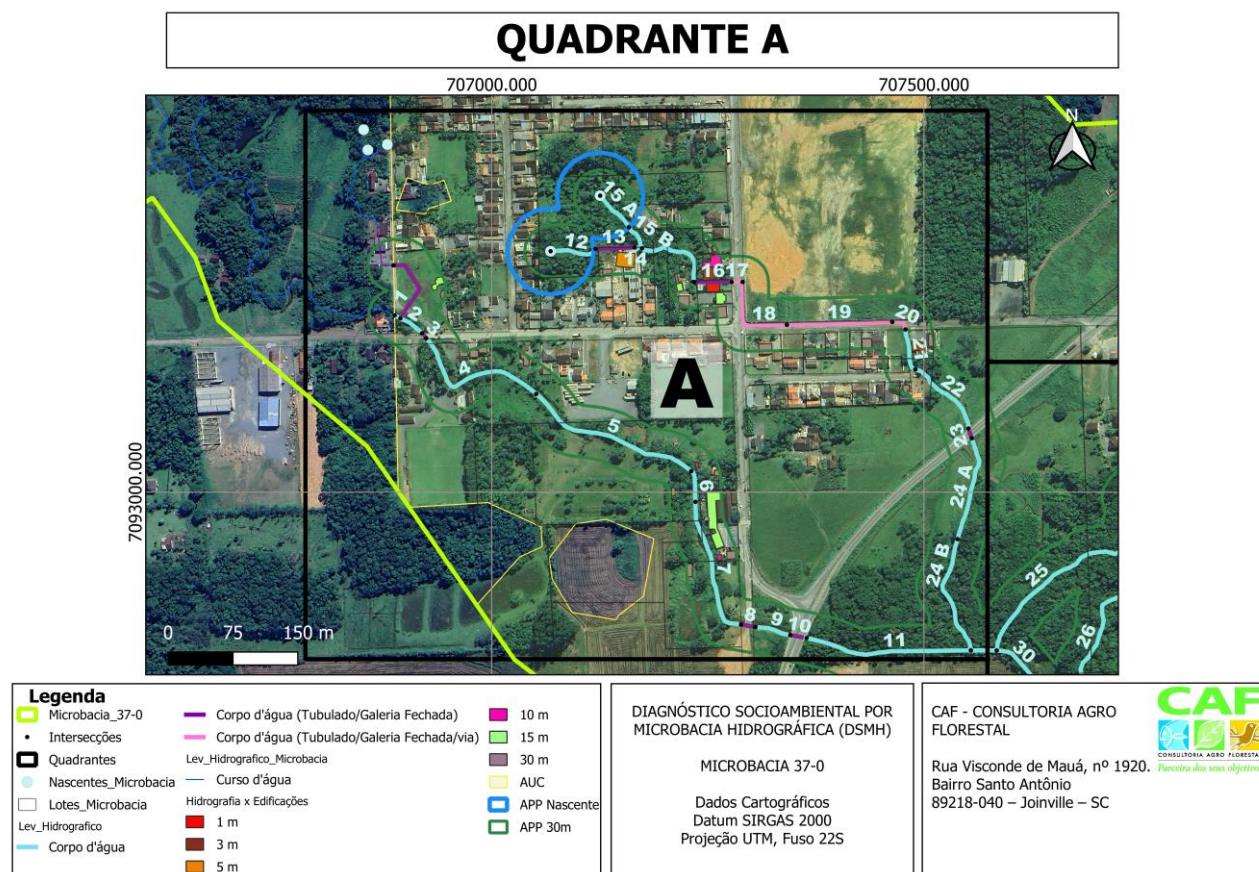 QUADRANTE A
707000.000
707500.000
N
15 A
15 B
12
13
14
16
17
1
2
3
18
19
20
21
4
A
22
5
23
7093000.000
6
24 A
7
24 B
25
0 75 150 m
8
9
10
11
30
26
Legenda
Microbacia_37-0
Intersecções
Quadrantes
Nascentes_Microbacia
Lotes_Microbacia
Lev_Hidrografico
Corpo d'água
Corpo d'água (Tubulado/Galeria Fechada)
Corpo d'água (Tubulado/Galeria Fechada/via)
Lev_Hidrografico_Microbacia
Curso d'água
Hidrografia x Edificações
1 m
3 m
5 m
10 m
15 m
30 m
AUC
APP Nascente
APP 30m
DIAGNÓSTICO SOCIOAMBIENTAL POR
MICROBACIA HIDROGRÁFICA (DSMH)
MICROBACIA 37-0
Dados Cartográficos
Datum SIRGAS 2000
Projeção UTM, Fuso 22S
CAF - CONSULTORIA AGRO
FLORESTAL
Rua Visconde de Mauá, nº 1920.
Bairro Santo Antônio
89218-040 – Joinville – SC
CAF
CONSULTORIA AGRO FLORESTAL
Parceira dos seus objetivos